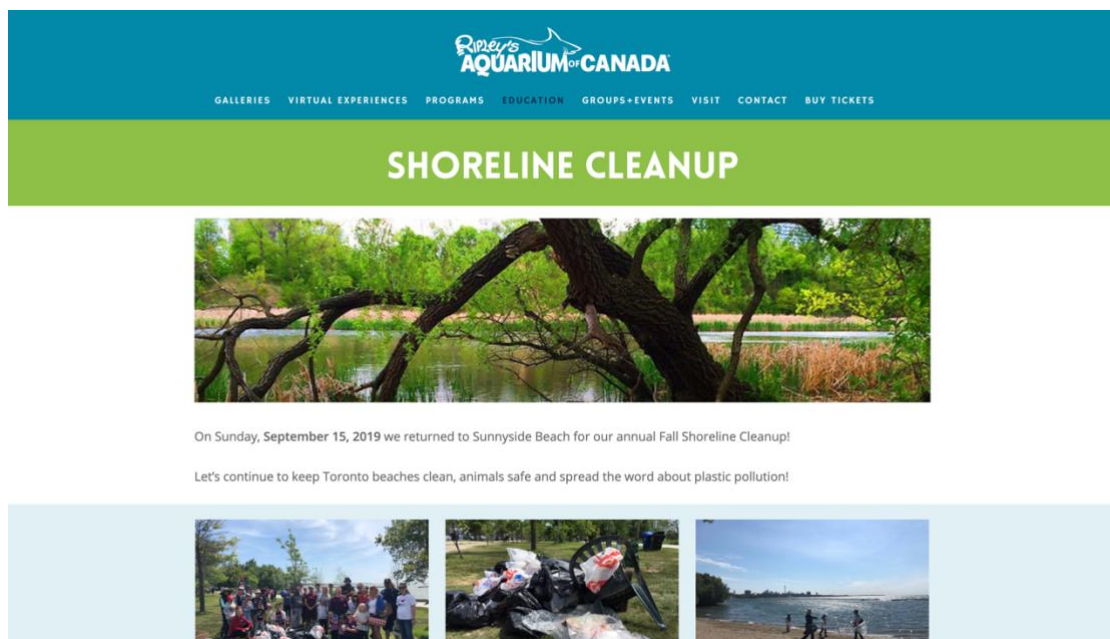 Ripley's
AQUARIUM OF CANADA
GALLERIES VIRTUAL EXPERIENCES PROGRAMS EDUCATION GROUPS+EVENTS VISIT CONTACT BUY TICKETS
SHORELINE CLEANUP
On Sunday, September 15, 2019 we returned to Sunnyside Beach for our annual Fall Shoreline Cleanup!
Let's continue to keep Toronto beaches clean, animals safe and spread the word about plastic pollution!